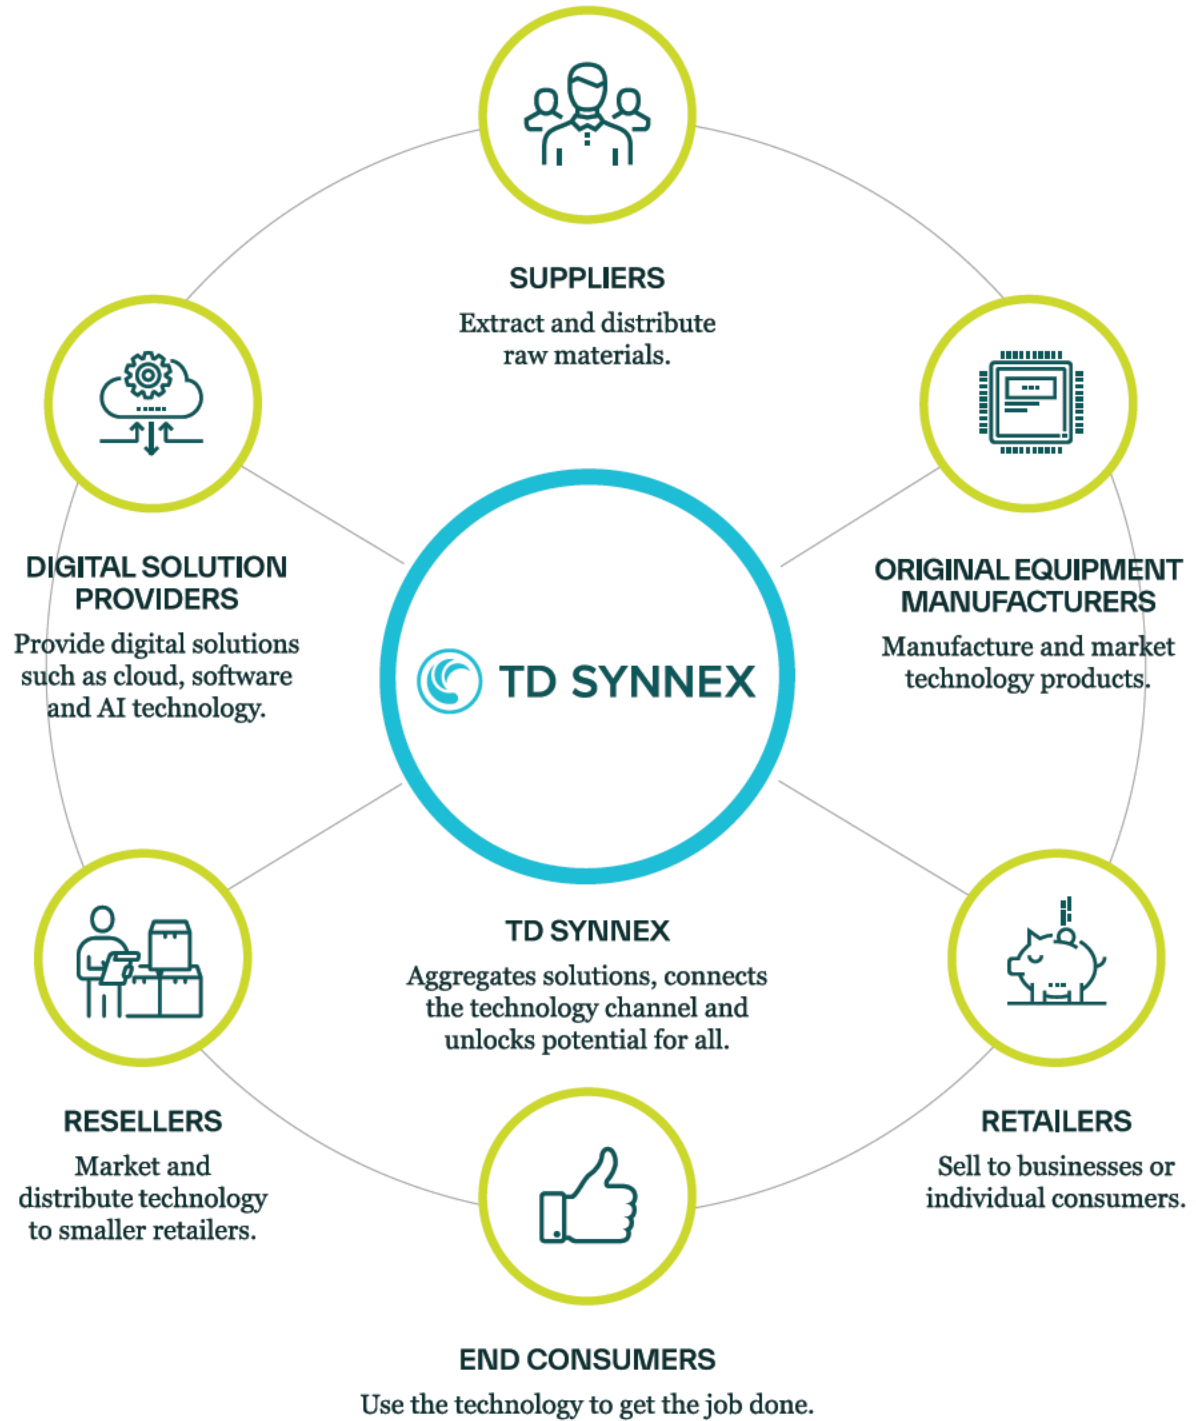 SUPPLIERS
Extract and distribute
raw materials.
DIGITAL SOLUTION
PROVIDERS
Provide digital solutions
such as cloud, software
and AI technology.
ORIGINAL EQUIPMENT
MANUFACTURERS
Manufacture and market
technology products.
TD SYNNEX
TD SYNNEX
Aggregates solutions, connects
the technology channel and
unlocks potential for all.
RESELLERS
Market and
distribute technology
to smaller retailers.
RETAILERS
Sell to businesses or
individual consumers.
END CONSUMERS
Use the technology to get the job done.